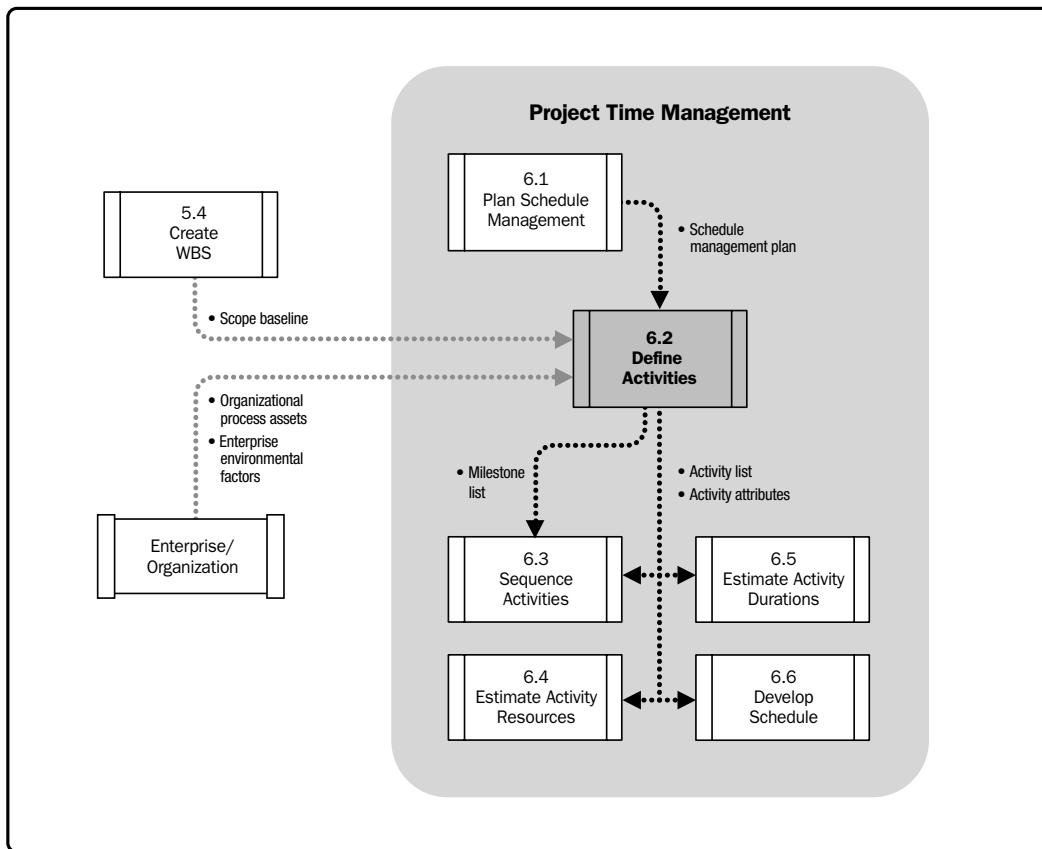 Project Time Management
6.1
Plan Schedule
Management
5.4
Create
WBS
• Schedule
management plan
• Scope baseline
6.2
Define
Activities
• Organizational
process assets
• Enterprise
environmental
factors
• Milestone
list
• Activity list
• Activity attributes
Enterprise/
Organization
6.3
Sequence
Activities
6.5
Estimate Activity
Durations
6.4
Estimate Activity
Resources
6.6
Develop
Schedule